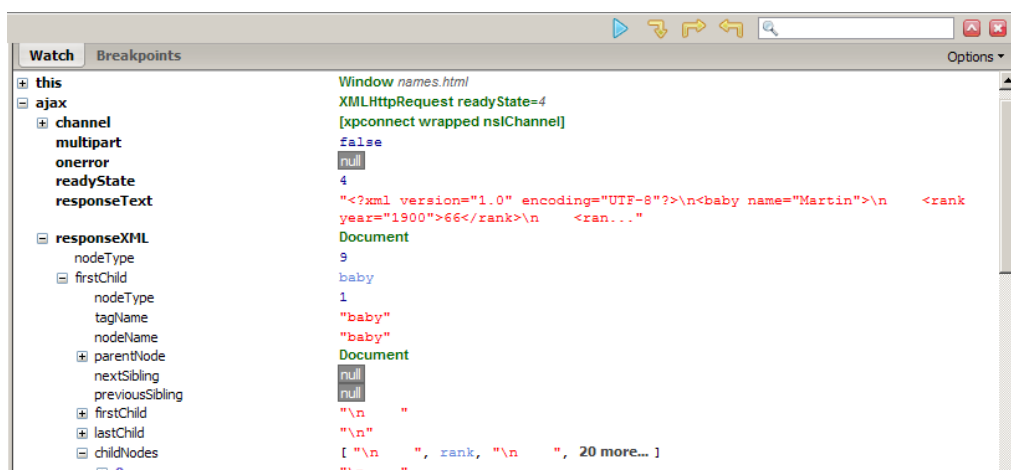 Watch Breakpoints Options
this Window names.html
ajax XMLHttpRequest readyState=4
channel [xpconnect wrapped nsIChannel]
multipart false
onerror null
readyState 4
responseText "<?xml version="1.0" encoding="UTF-8"?>\n<baby name="Martin">\n    <rank
year="1900">66</rank>\n    <ran..."
responseXML Document
nodeType 9
firstChild baby
nodeType 1
tagName "baby"
nodeName "baby"
parentNode Document
nextSibling null
previousSibling null
firstChild "\n    "
lastChild "\n"
childNodes [ "\n    ", rank, "\n    ", 20 more... ]